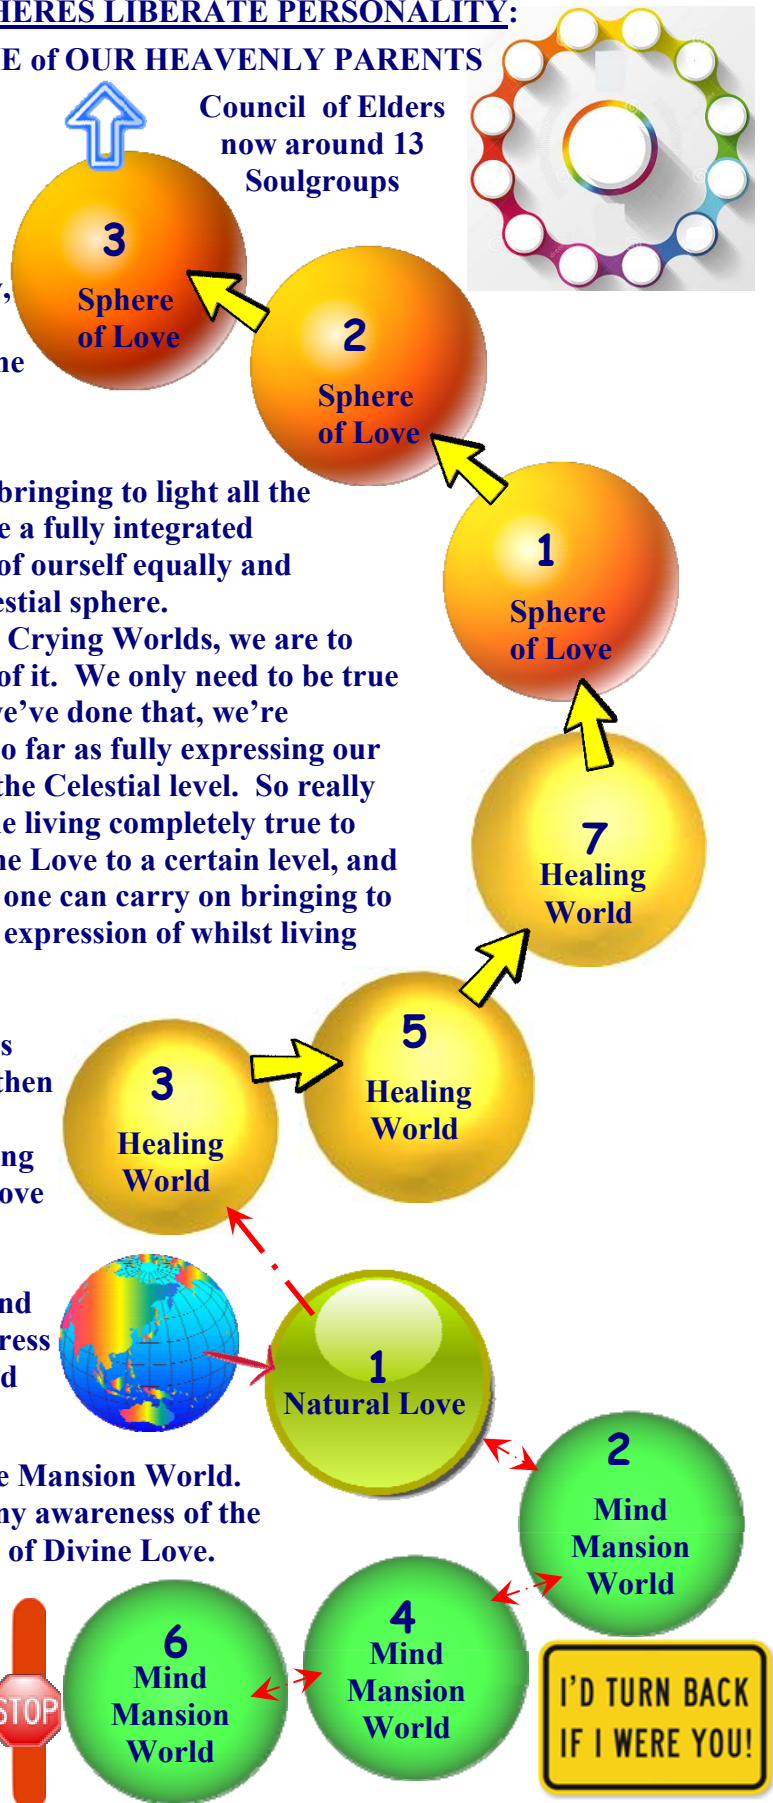 HERES LIBERATE PERSONALITY:
E of OUR HEAVENLY PARENTS
Council of Elders
now around 13
Soulgroups
3
Sphere
of Love
2
Sphere
of Love
1
Sphere
of Love
bringing to light all the
e a fully integrated
of ourself equally and
estial sphere.
Crying Worlds, we are to
of it. We only need to be true
we’ve done that, we’re
o far as fully expressing our
the Celestial level. So really
e living completely true to
ne Love to a certain level, and
one can carry on bringing to
expression of whilst living
7
Healing
World
5
Healing
World
3
Healing
World
s
then
ng
ove
nd
ress
d
1
Natural Love
2
Mind
Mansion
World
e Mansion World.
ny awareness of the
of Divine Love.
4
Mind
Mansion
World
6
Mind
Mansion
World
STOP
I’D TURN BACK
IF I WERE YOU!